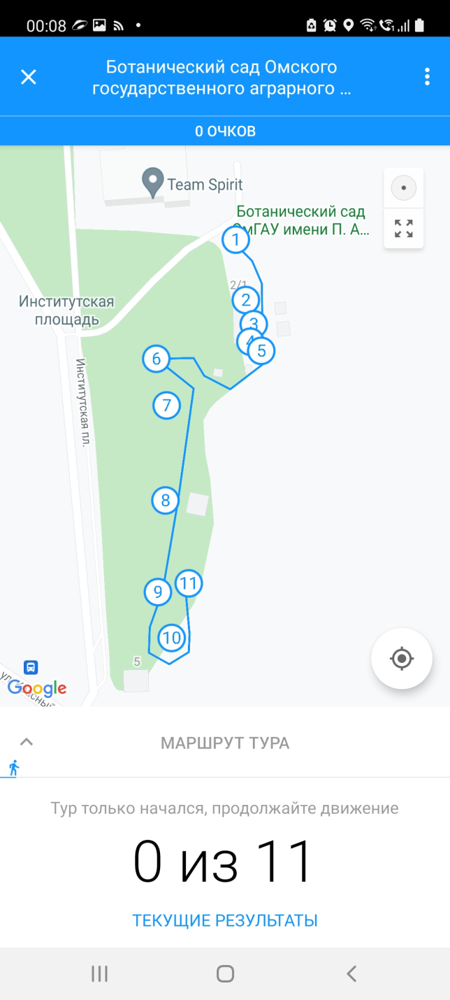 00:08
Ботанический сад Омского
государственного аграрного ...
0 ОЧКОВ
Team Spirit
Ботанический сад
ОмГАУ имени П. А...
1
2/1
2
3
4
5
Институтская
площадь
6
Институтская пл.
7
8
9
11
10
5
Google
МАРШРУТ ТУРА
Тур только начался, продолжайте движение
0 из 11
ТЕКУЩИЕ РЕЗУЛЬТАТЫ